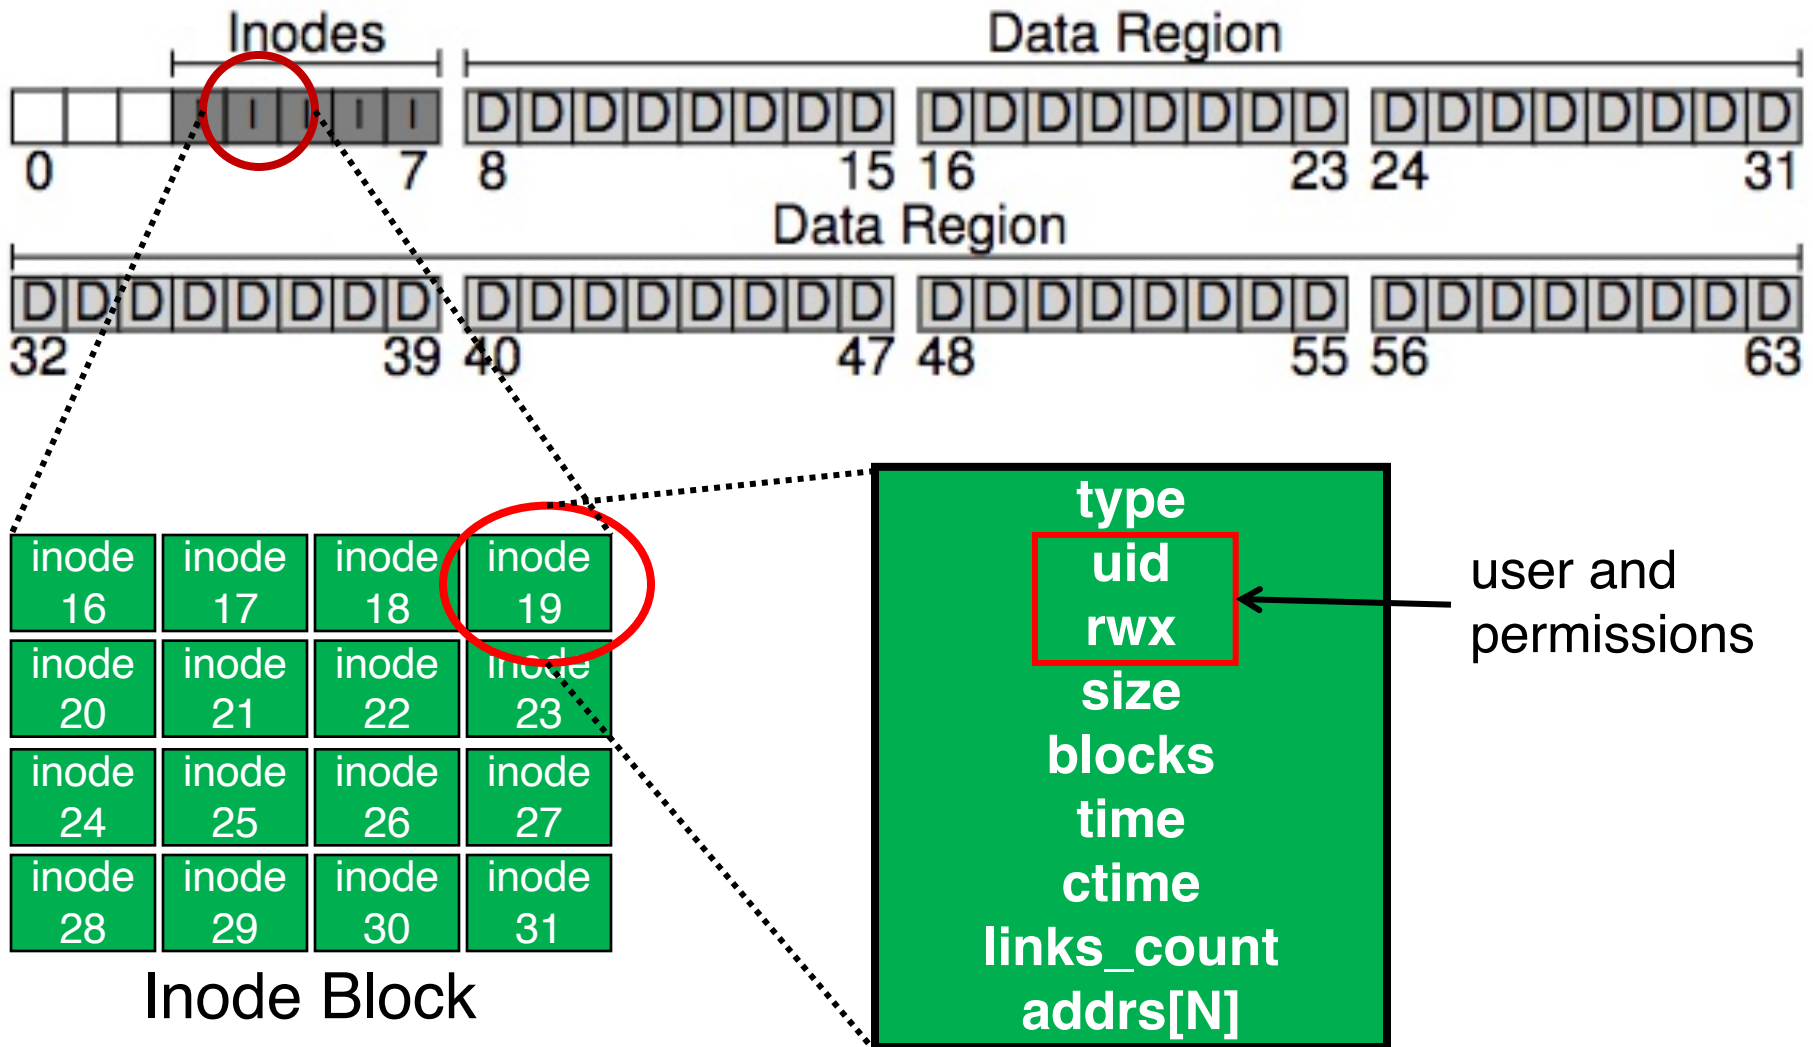 Inodes
Data Region
I I I I I D D D D D D D D D D D D D D D D D D D D D D D D
0 7 8 15 16 23 24 31
Data Region
D D D D D D D D D D D D D D D D D D D D D D D D D D D D D D D D
32 39 40 47 48 55 56 63
inode 16 inode 17 inode 18 inode 19
inode 20 inode 21 inode 22 inode 23
inode 24 inode 25 inode 26 inode 27
inode 28 inode 29 inode 30 inode 31
Inode Block
type
uid
rwx
size
blocks
time
ctime
links_count
addrs[N]
user and
permissions